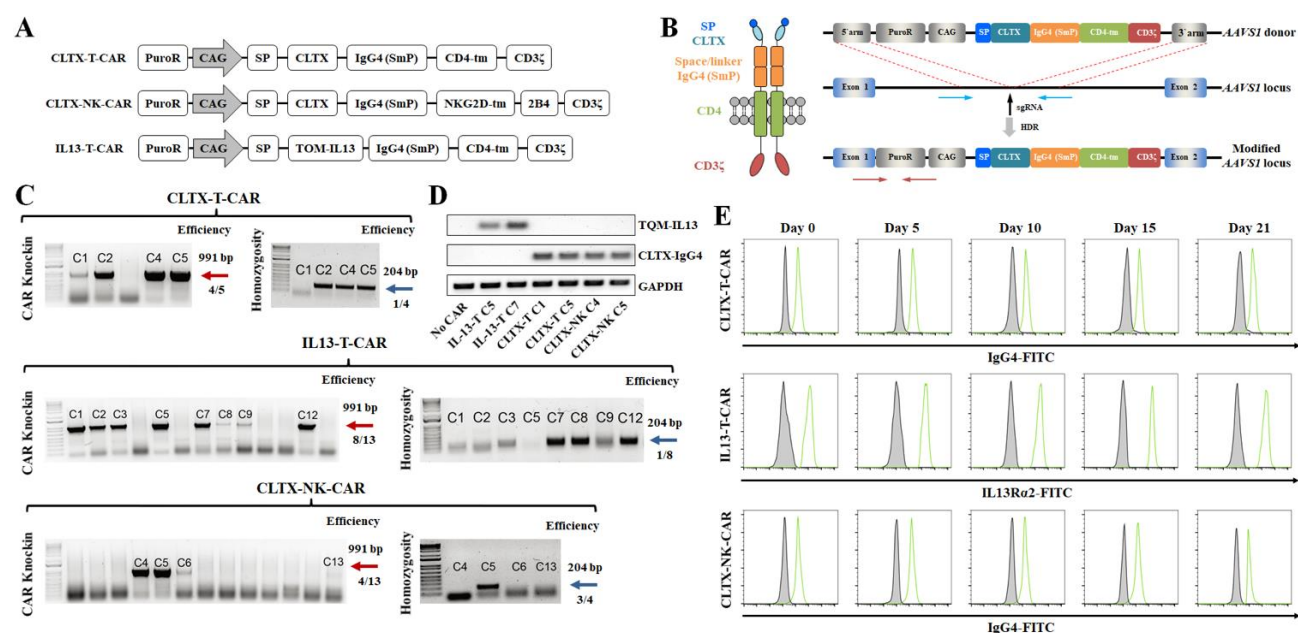 A
CLTX-T-CAR PuroR CAG SP CLTX IgG4 (SmP) CD4-tm CD3ζ
CLTX-NK-CAR PuroR CAG SP CLTX IgG4 (SmP) NKG2D-tm 2B4 CD3ζ
IL13-T-CAR PuroR CAG SP TOM-IL13 IgG4 (SmP) CD4-tm CD3ζ
B
SP
CLTX
Space/linker
IgG4 (SmP)
CD4
CD3ζ
5`arm PuroR CAG SP CLTX IgG4 (SmP) CD4-tm CD3ζ 3`arm AAVS1 donor
Exon 1 Exon 2 AAVS1 locus
sgRNA
HDR
Exon 1 PuroR CAG SP CLTX IgG4 (SmP) CD4-tm CD3ζ Exon 2 Modified
AAVS1 locus
C
CLTX-T-CAR
CAR Knockin
C1 C2 C4 C5
Efficiency
991 bp
4/5
Homozygosity
C1 C2 C4 C5
Efficiency
204 bp
1/4
IL13-T-CAR
CAR Knockin
C1 C2 C3 C5 C7 C8 C9 C12
Efficiency
991 bp
8/13
Homozygosity
C1 C2 C3 C5 C7 C8 C9 C12
Efficiency
204 bp
1/8
CLTX-NK-CAR
CAR Knockin
C4 C5 C6 C13
Efficiency
991 bp
4/13
Homozygosity
C4 C5 C6 C13
Efficiency
204 bp
3/4
D
TQM-IL13
CLTX-IgG4
GAPDH
No CAR
IL-13-T C5
IL-13-T C7
CLTX-T C1
CLTX-T C5
CLTX-NK C4
CLTX-NK C5
E
Day 0 Day 5 Day 10 Day 15 Day 21
CLTX-T-CAR
IgG4-FITC
IL13-T-CAR
IL13Rα2-FITC
CLTX-NK-CAR
IgG4-FITC